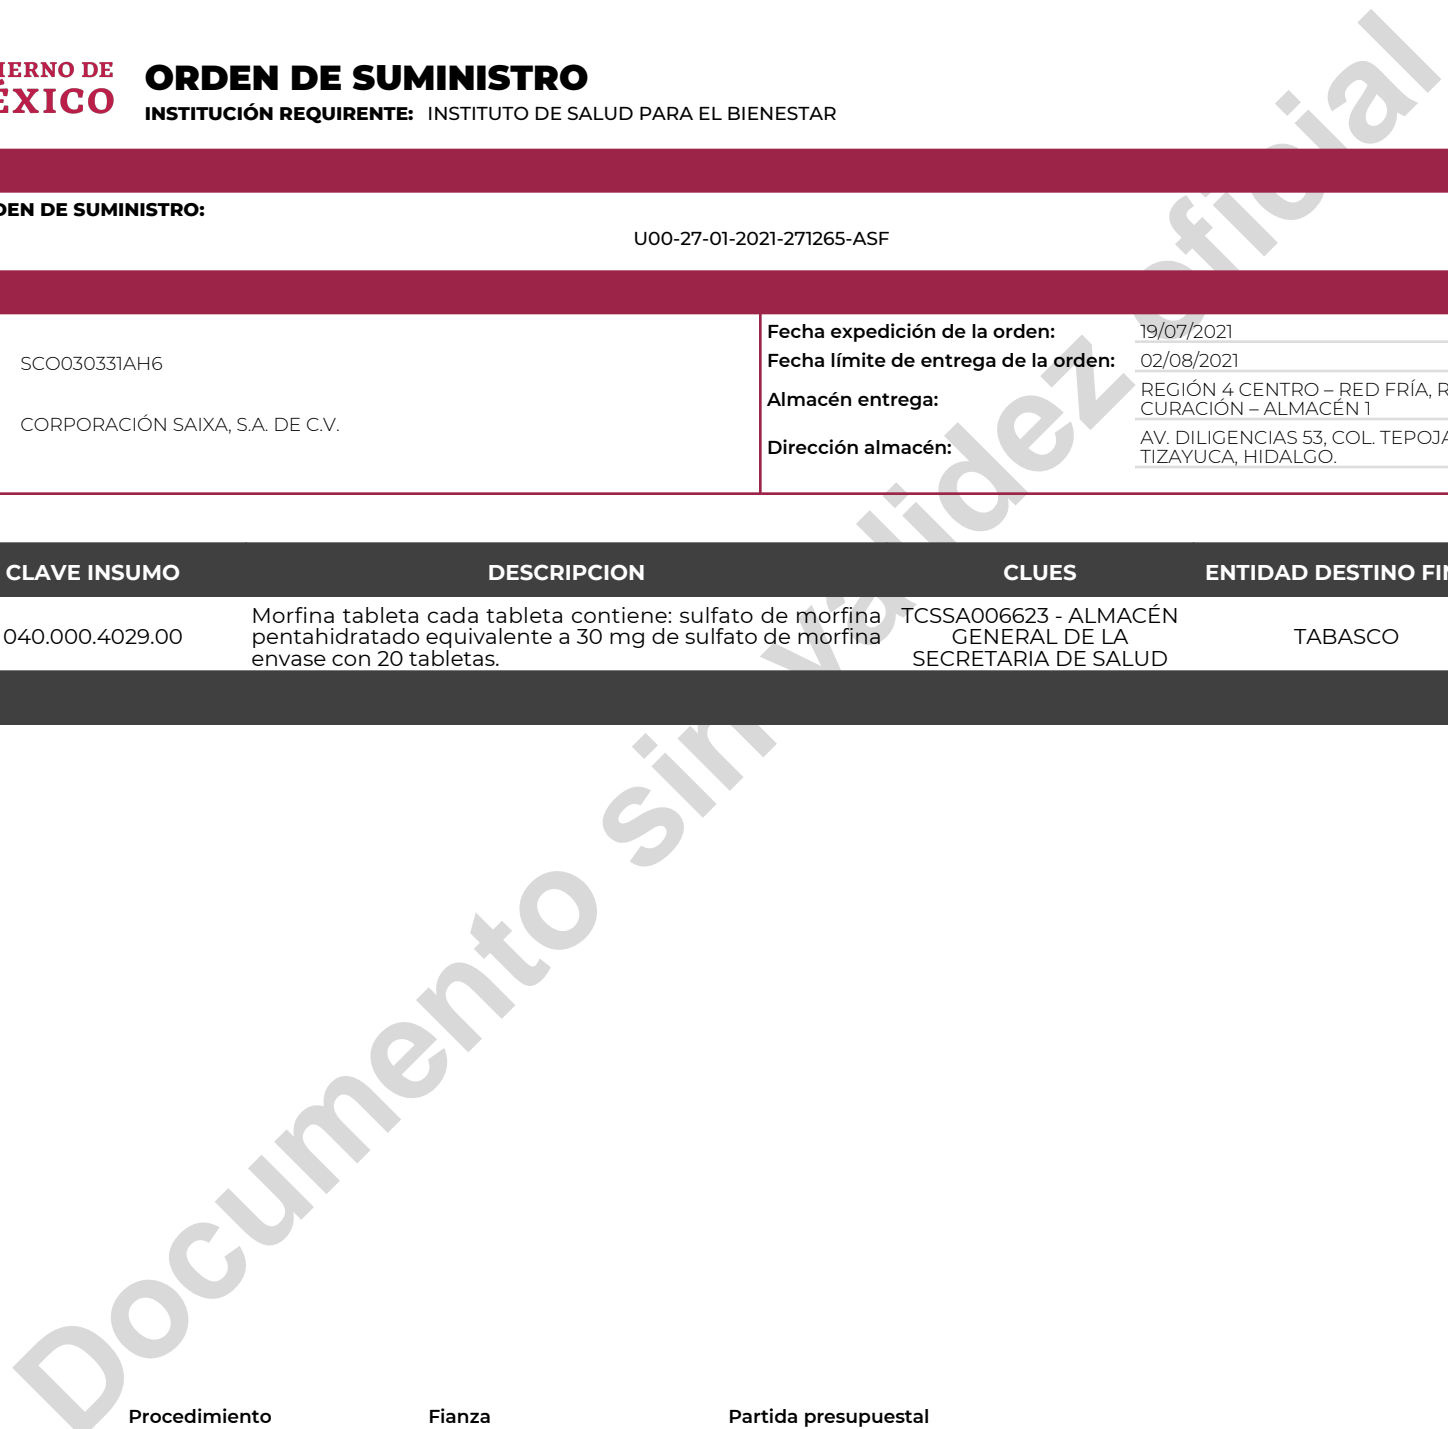 IERNO DE
ÉXICO
ORDEN DE SUMINISTRO
INSTITUCIÓN REQUIRENTE: INSTITUTO DE SALUD PARA EL BIENESTAR
DEN DE SUMINISTRO:
U00-27-01-2021-271265-ASF
SCO030331AH6
CORPORACIÓN SAIXA, S.A. DE C.V.
Fecha expedición de la orden: 19/07/2021
Fecha límite de entrega de la orden: 02/08/2021
Almacén entrega: REGIÓN 4 CENTRO – RED FRÍA, R
CURACIÓN – ALMACÉN 1
Dirección almacén: AV. DILIGENCIAS 53, COL. TEPOJA
TIZAYUCA, HIDALGO.
CLAVE INSUMO DESCRIPCION CLUES ENTIDAD DESTINO FIN
040.000.4029.00
Morfina tableta cada tableta contiene: sulfato de morfina
pentahidratado equivalente a 30 mg de sulfato de morfina
envase con 20 tabletas.
TCSSA006623 - ALMACÉN
GENERAL DE LA
SECRETARIA DE SALUD
TABASCO
Documento sin validez oficial
Procedimiento Fianza Partida presupuestal